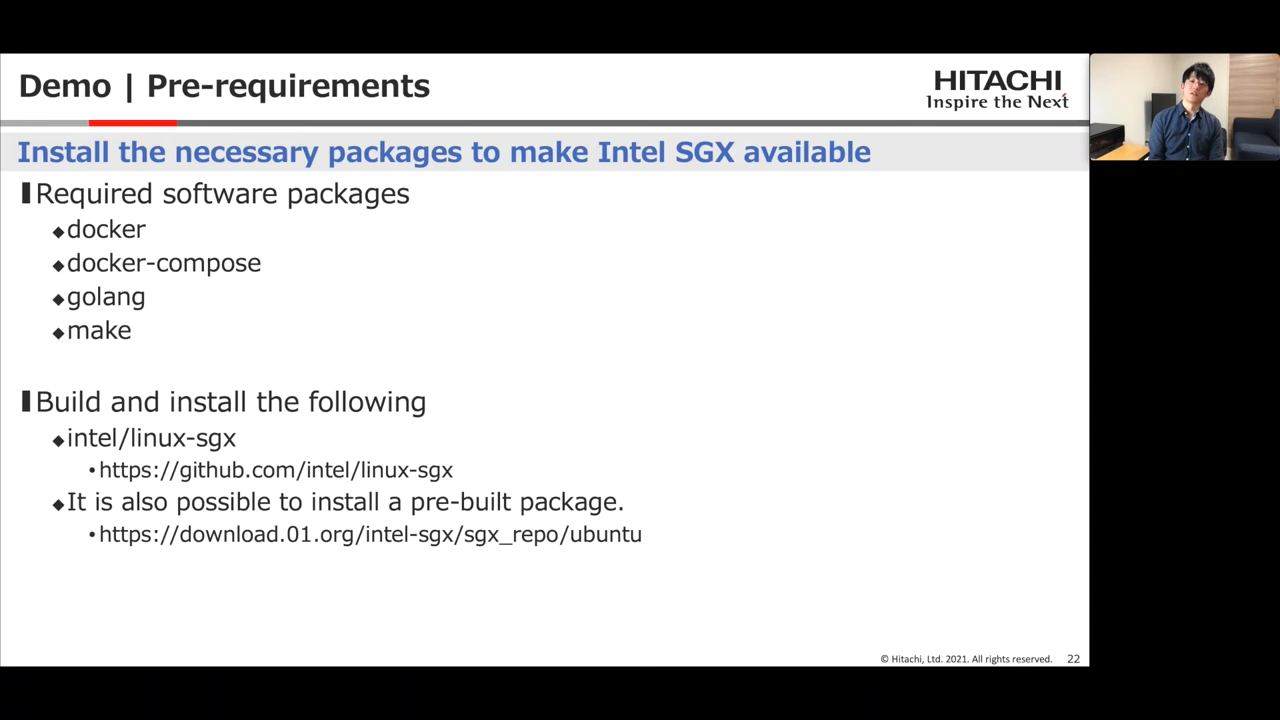 Demo | Pre-requirements
HITACHI
Inspire the Next
Install the necessary packages to make Intel SGX available
Required software packages
◆docker
◆docker-compose
◆golang
◆make
Build and install the following
◆intel/linux-sgx
•https://github.com/intel/linux-sgx
◆It is also possible to install a pre-built package.
•https://download.01.org/intel-sgx/sgx_repo/ubuntu
© Hitachi, Ltd. 2021. All rights reserved. 22